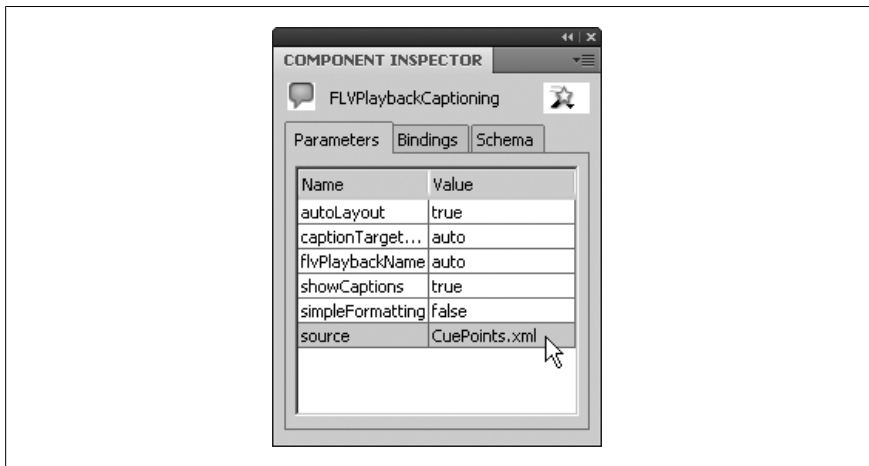 COMPONENT INSPECTOR
FLVPlaybackCaptioning
Parameters Bindings Schema
Name Value
autoLayout true
captionTarget... auto
flvPlaybackName auto
showCaptions true
simpleFormatting false
source CuePoints.xml